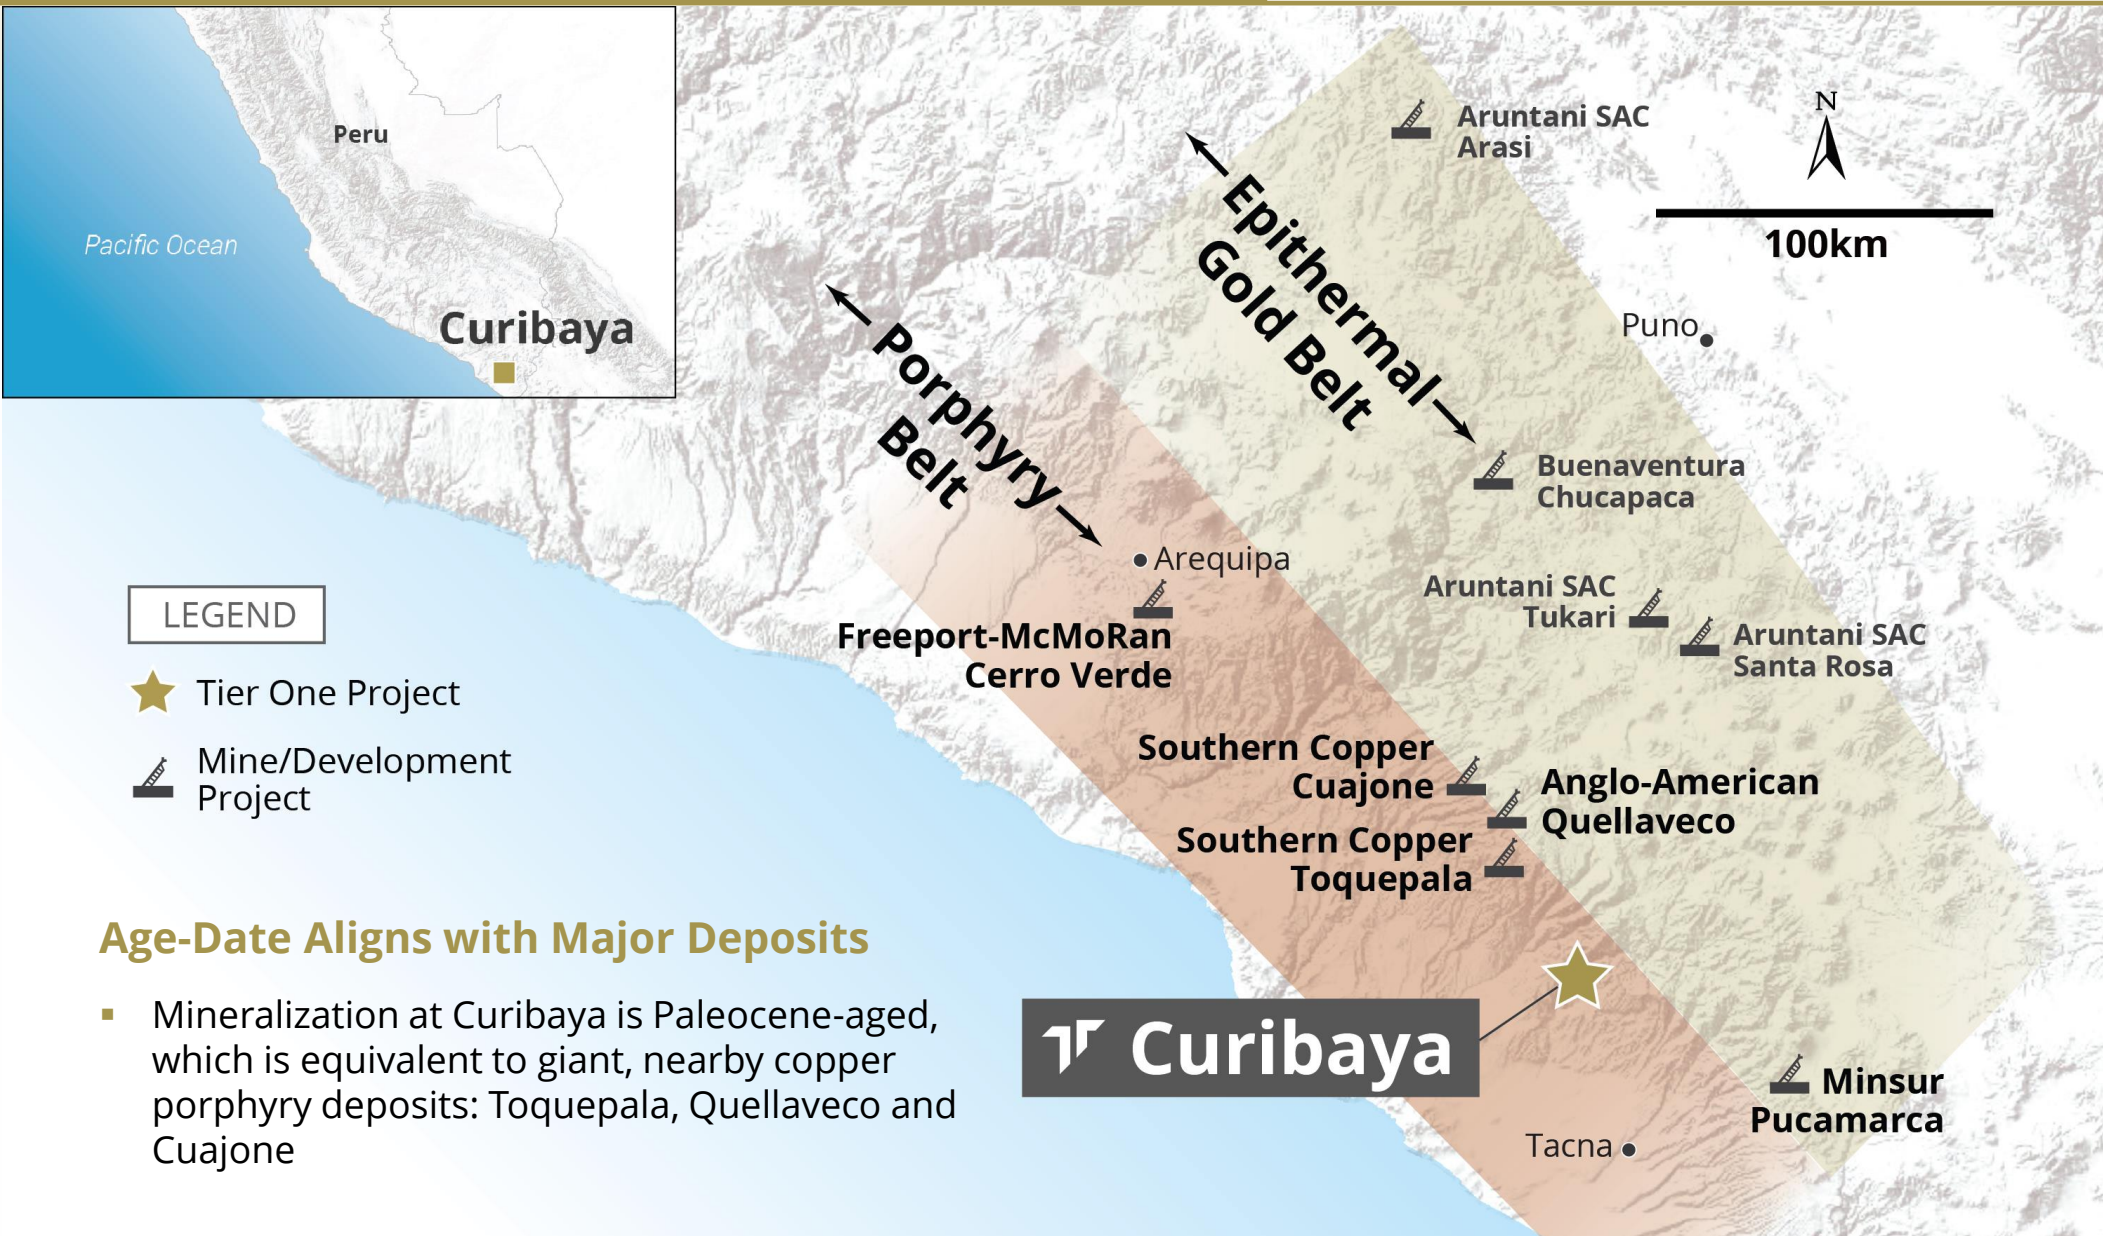 Peru
Pacific Ocean
Curibaya
Aruntani SAC
Arasi
N
100km
Epithermal
Gold Belt
Puno
Porphyry
Belt
Buenaventura
Chucapaca
Arequipa
Aruntani SAC
Tukari
Aruntani SAC
Santa Rosa
Freeport-McMoRan
Cerro Verde
LEGEND
Tier One Project
Mine/Development
Project
Southern Copper
Cuajone
Anglo-American
Quellaveco
Southern Copper
Toquepala
Age-Date Aligns with Major Deposits
▪ Mineralization at Curibaya is Paleocene-aged,
which is equivalent to giant, nearby copper
porphyry deposits: Toquepala, Quellaveco and
Cuajone
Curibaya
Minsur
Pucamarca
Tacna